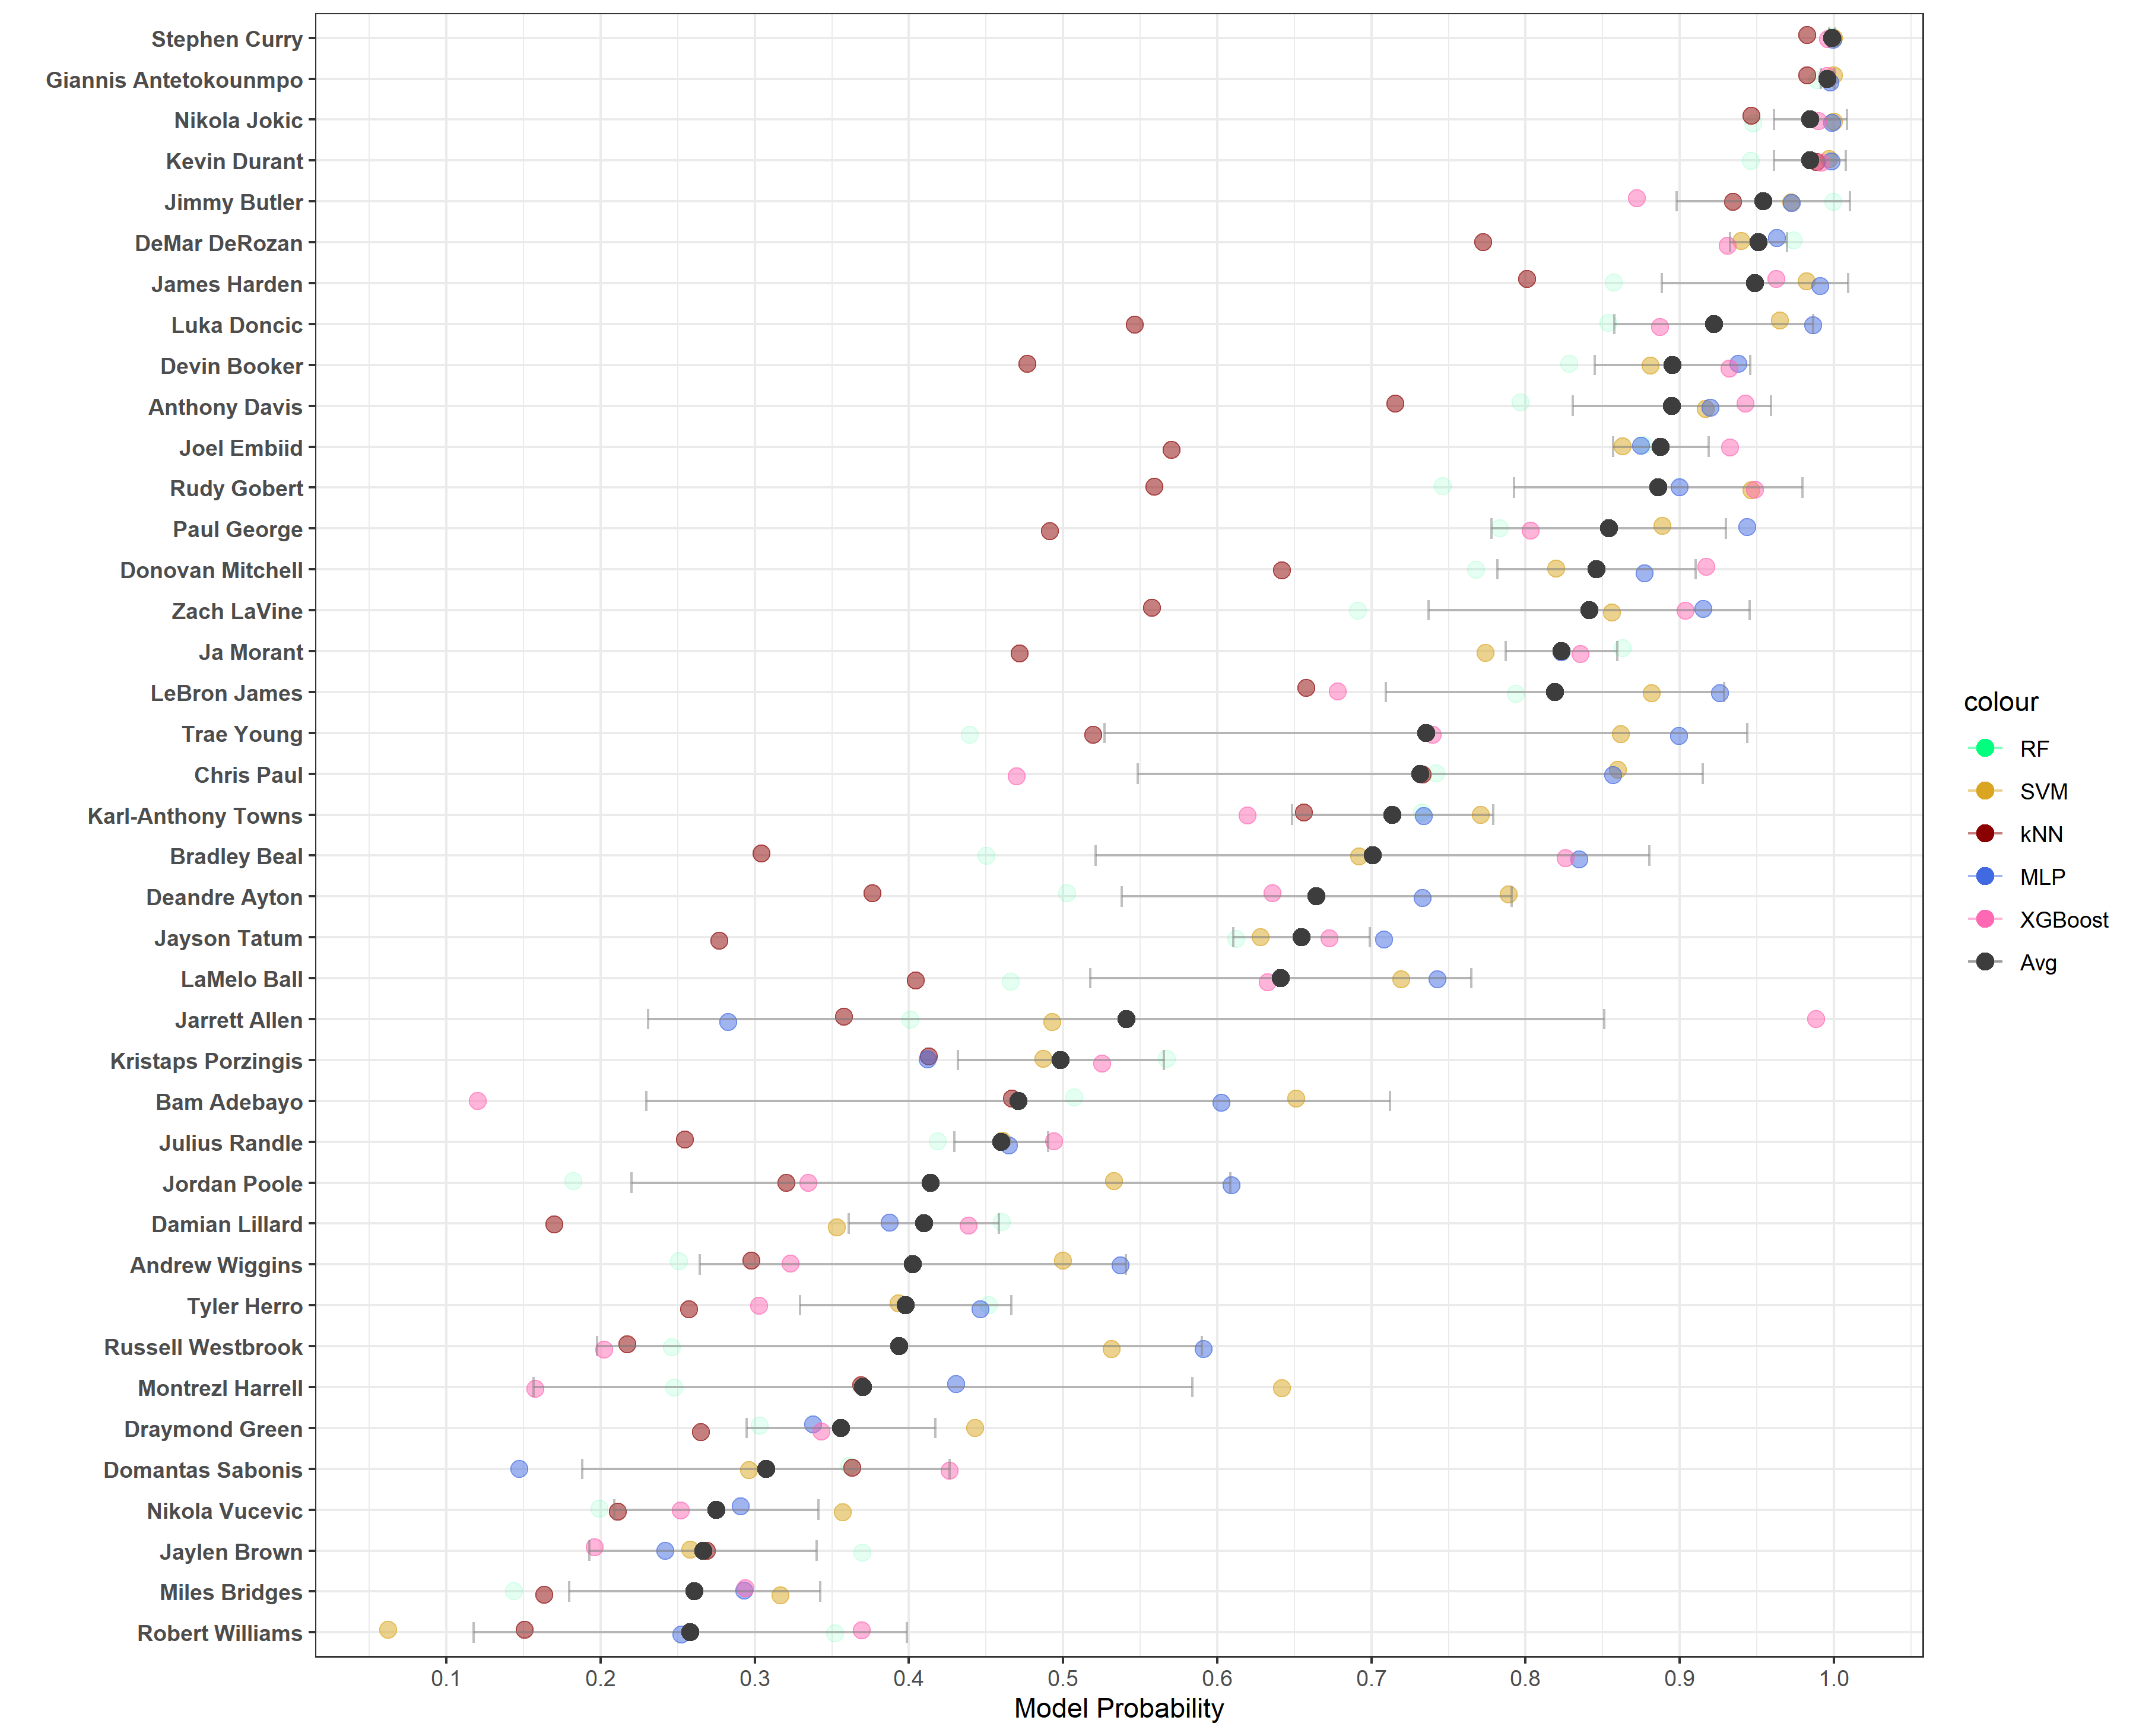 Stephen Curry
Giannis Antetokounmpo
Nikola Jokic
Kevin Durant
Jimmy Butler
DeMar DeRozan
James Harden
Luka Doncic
Devin Booker
Anthony Davis
Joel Embiid
Rudy Gobert
Paul George
Donovan Mitchell
Zach LaVine
Ja Morant
LeBron James
Trae Young
Chris Paul
Karl-Anthony Towns
Bradley Beal
Deandre Ayton
Jayson Tatum
LaMelo Ball
Jarrett Allen
Kristaps Porzingis
Bam Adebayo
Julius Randle
Jordan Poole
Damian Lillard
Andrew Wiggins
Tyler Herro
Russell Westbrook
Montrezl Harrell
Draymond Green
Domantas Sabonis
Nikola Vucevic
Jaylen Brown
Miles Bridges
Robert Williams
0.1 0.2 0.3 0.4 0.5 0.6 0.7 0.8 0.9 1.0
Model Probability
colour
RF
SVM
kNN
MLP
XGBoost
Avg